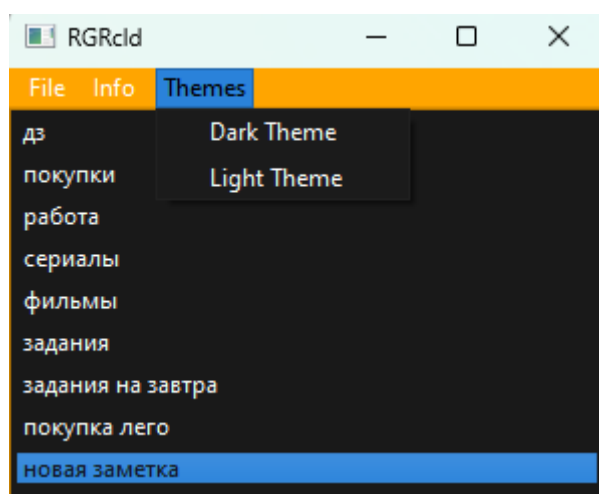 RGRcld
File Info Themes
Dark Theme
Light Theme
дз
покупки
работа
сериалы
фильмы
задания
задания на завтра
покупка лего
новая заметка